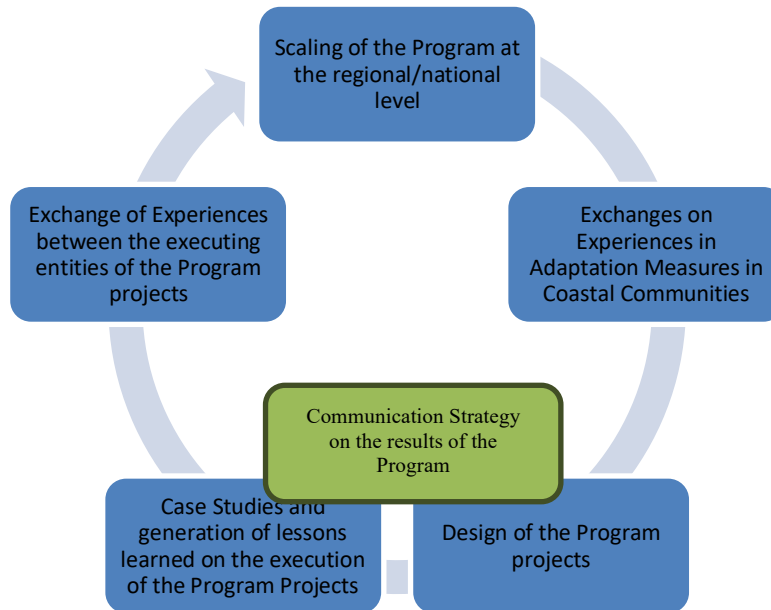 Scaling of the Program at
the regional/national
level
Exchange of Experiences
between the executing
entities of the Program
projects
Exchanges on
Experiences in
Adaptation Measures in
Coastal Communities
Communication Strategy
on the results of the
Program
Case Studies and
generation of lessons
learned on the execution
of the Program Projects
Design of the Program
projects